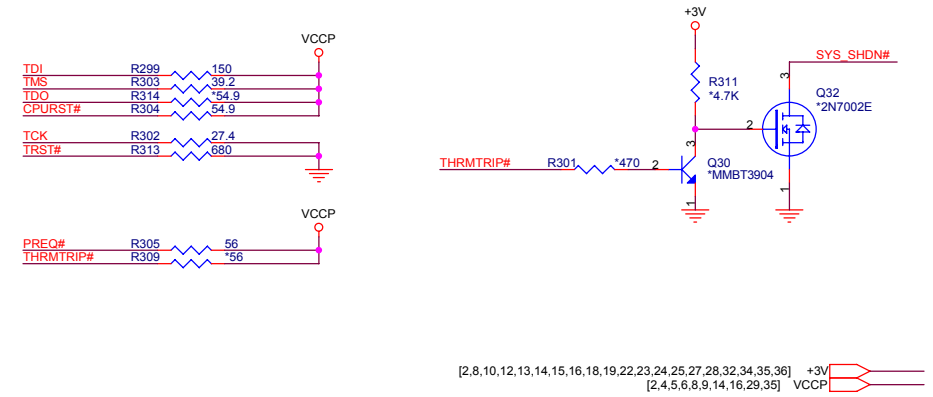 VCCP
TDI R299 150
TMS R303 39.2
TDO R314 *54.9
CPURST# R304 54.9
TCK R302 27.4
TRST# R313 680
VCCP
PREQ# R305 56
THRMTRIP# R309 *56
+3V
SYS_SHDN#
3
R311
*4.7K
Q32
*2N7002E
2
3
THRMTRIP# R301 *470 2
Q30
*MMBT3904
1
1
[2,8,10,12,13,14,15,16,18,19,22,23,24,25,27,28,32,34,35,36] +3V
[2,4,5,6,8,9,14,16,29,35] VCCP